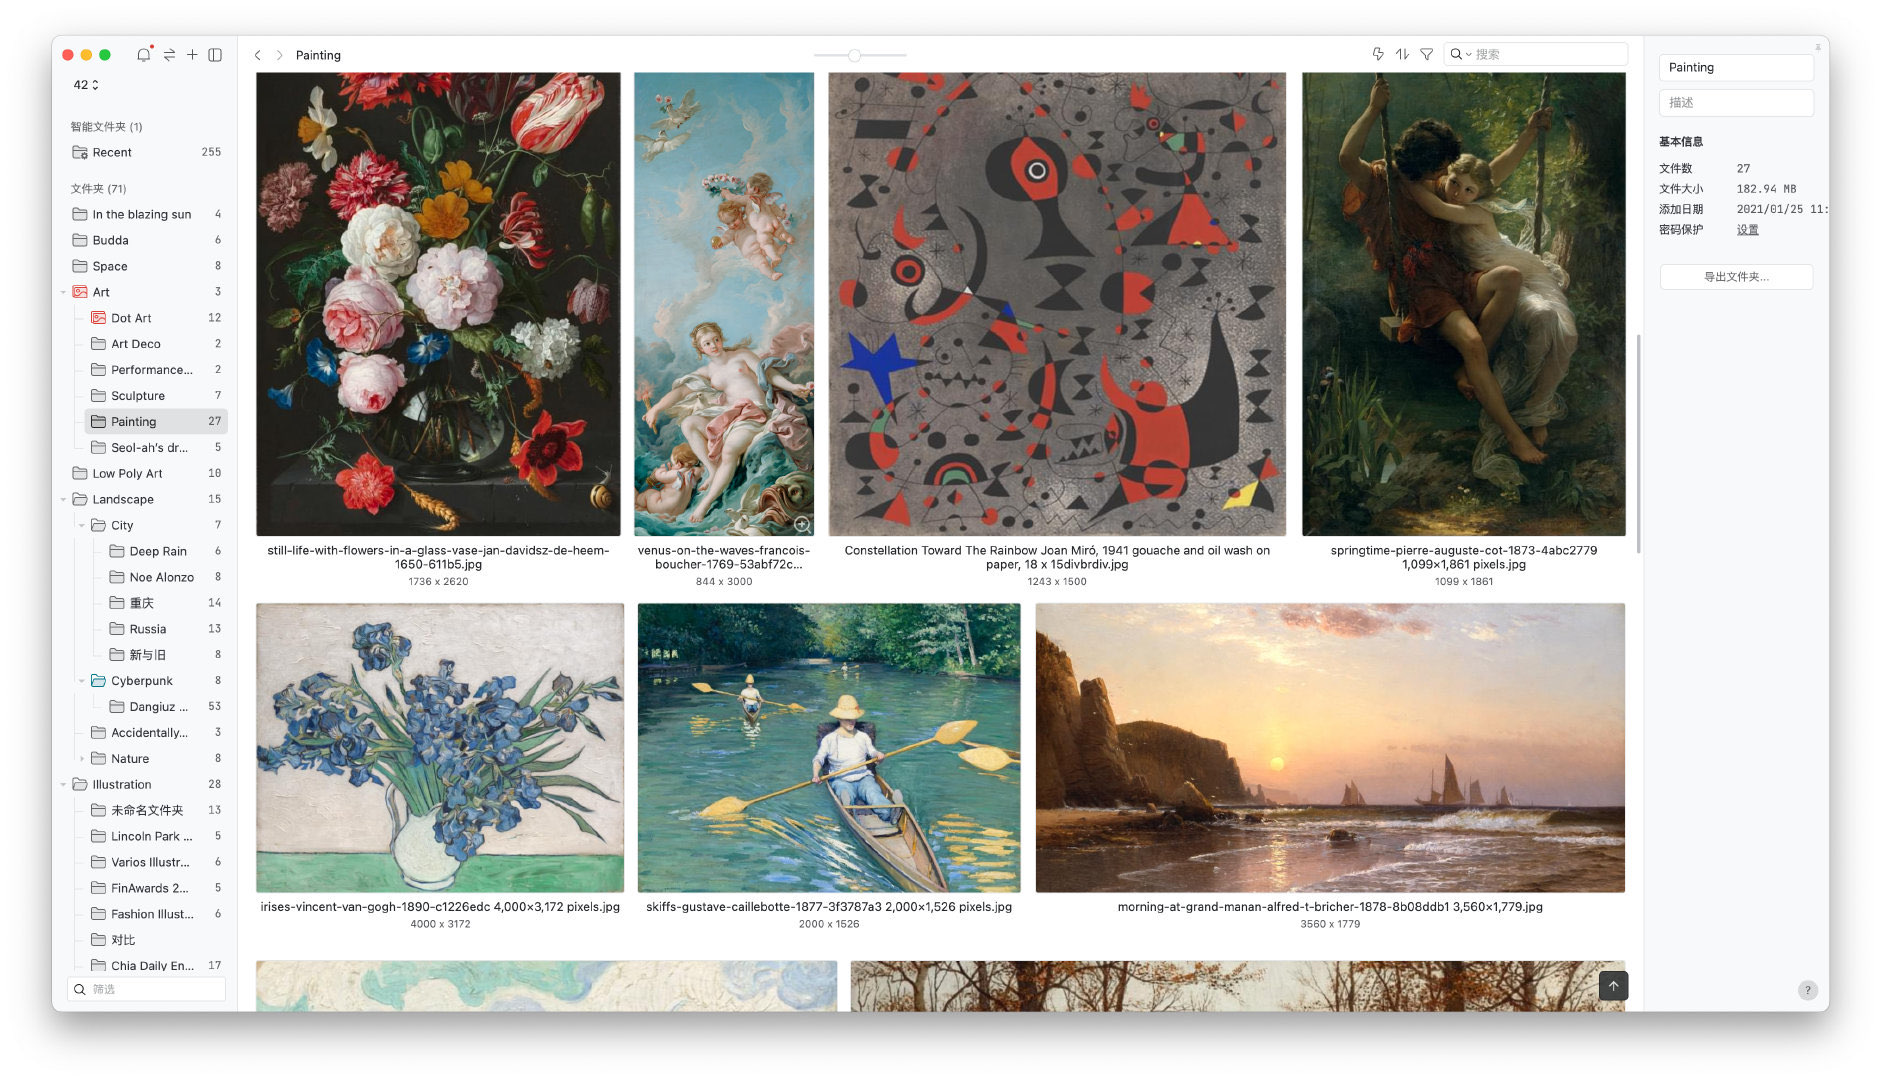 42
智能文件夹 (1)
Recent 255
文件夹 (71)
In the blazing sun 4
Budda 6
Space 8
Art 3
Dot Art 12
Art Deco 2
Performance... 2
Sculpture 7
Painting 27
Seol-ah's dr... 5
Low Poly Art 10
Landscape 15
City 7
Deep Rain 6
Noe Alonzo 8
重庆 14
Russia 13
新与旧 8
Cyberpunk 8
Dangiuz ... 53
Accidentally... 3
Nature 8
Illustration 28
未命名文件夹 13
Lincoln Park ... 5
Varios Illustr... 6
FinAwards 2... 5
Fashion Illust... 6
对比
Chia Daily En... 17
筛选
Painting
搜索
still-life-with-flowers-in-a-glass-vase-jan-davidsz-de-heem-
1650-611b5.jpg
1736 x 2620
venus-on-the-waves-francois-
boucher-1769-53abf72c...
844 x 3000
Constellation Toward The Rainbow Joan Miró, 1941 gouache and oil wash on
paper, 18 x 15divbrdiv.jpg
1243 x 1500
springtime-pierre-auguste-cot-1873-4abc2779
1,099×1,861 pixels.jpg
1099 x 1861
irises-vincent-van-gogh-1890-c1226edc 4,000×3,172 pixels.jpg
4000 x 3172
skiffs-gustave-caillebotte-1877-3f3787a3 2,000×1,526 pixels.jpg
2000 x 1526
morning-at-grand-manan-alfred-t-bricher-1878-8b08ddb1 3,560×1,779.jpg
3560 x 1779
Painting
描述
基本信息
文件数 27
文件大小 182.94 MB
添加日期 2021/01/25 11:
密码保护 设置
导出文件夹...
?